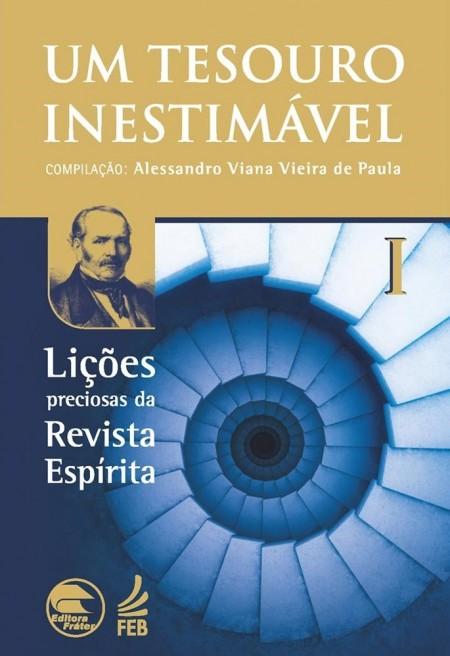 UM TESOURO
INESTIMÁVEL
COMPILAÇÃO: Alessandro Viana Vieira de Paula
I
Lições
preciosas da
Revista
Espírita
Editora
Fráter
FEB